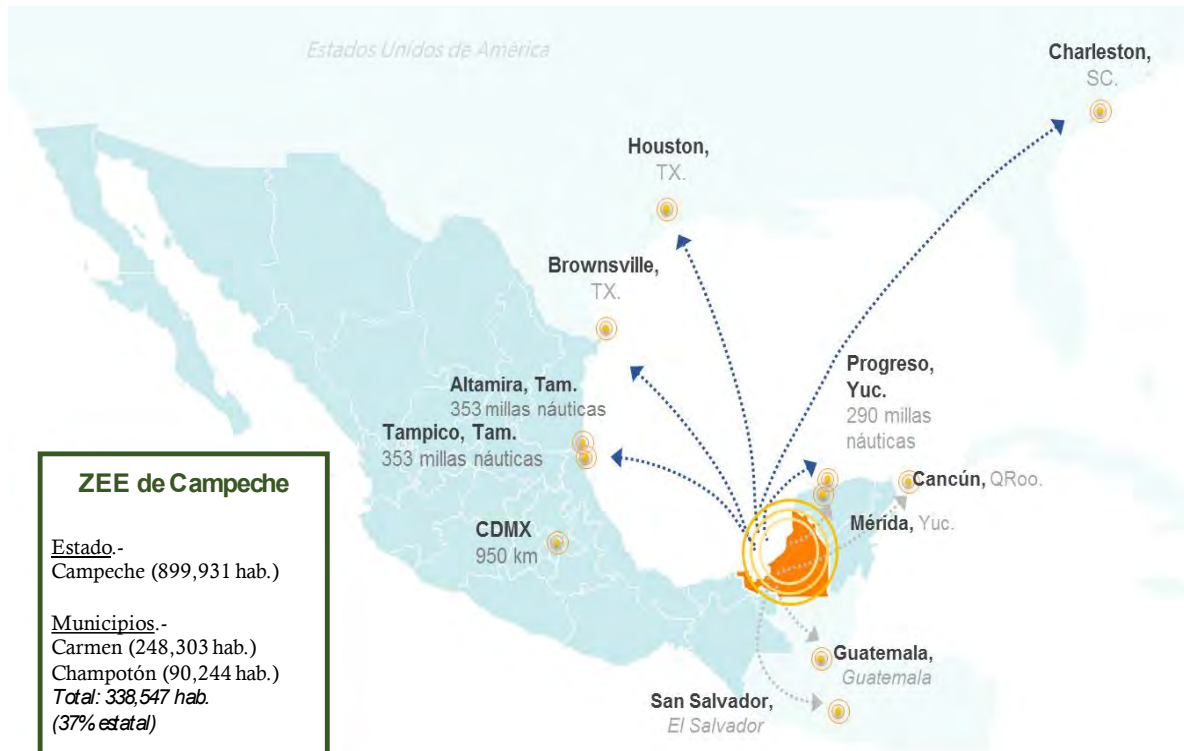 Estados Unidos de América
Charleston,
SC.
Houston,
TX.
Brownsville,
TX.
Altamira, Tam.
353 millas náuticas
Tampico, Tam.
353 millas náuticas
Progreso,
Yuc.
290 millas
náuticas
Cancún, QRoo.
Mérida, Yuc.
CDMX
950 km
Guatemala,
Guatemala
San Salvador,
El Salvador
ZEE de Campeche
Estado.-
Campeche (899,931 hab.)
Municipios.-
Carmen (248,303 hab.)
Champotón (90,244 hab.)
Total: 338,547 hab.
(37% estatal)